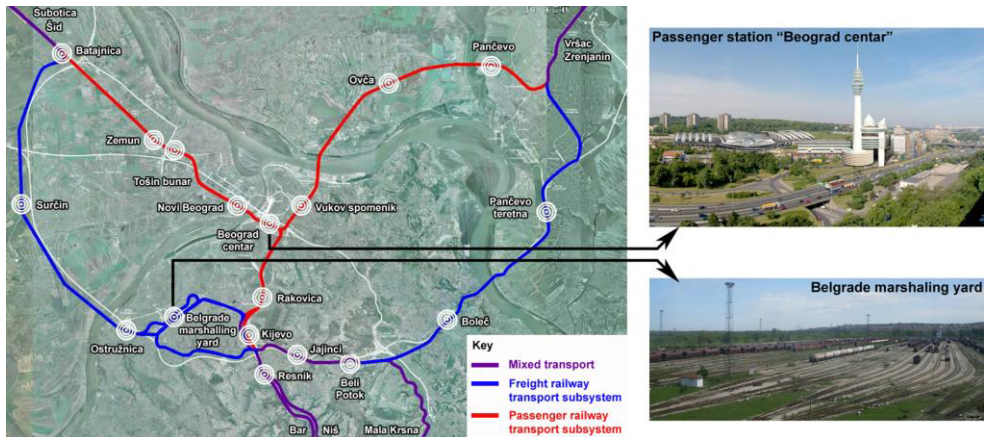 Subotica
Šid
Batajnica
Zemun
Tošin bunar
Surčin
Novi Beograd
Beograd
centar
Vukov spomenik
Ovča
Pančevo
Vršac
Zrenjanin
Pančevo
teretna
Rakovica
Belgrade
marshalling
yard
Ostružnica
Kijevo
Jajinci
Resnik
Beli
Potok
Boleč
Bar
Niš
Mala Krsna
Key
Mixed transport
Freight railway
transport subsystem
Passenger railway
transport subsystem
Passenger station “Beograd centar”
Belgrade marshaling yard